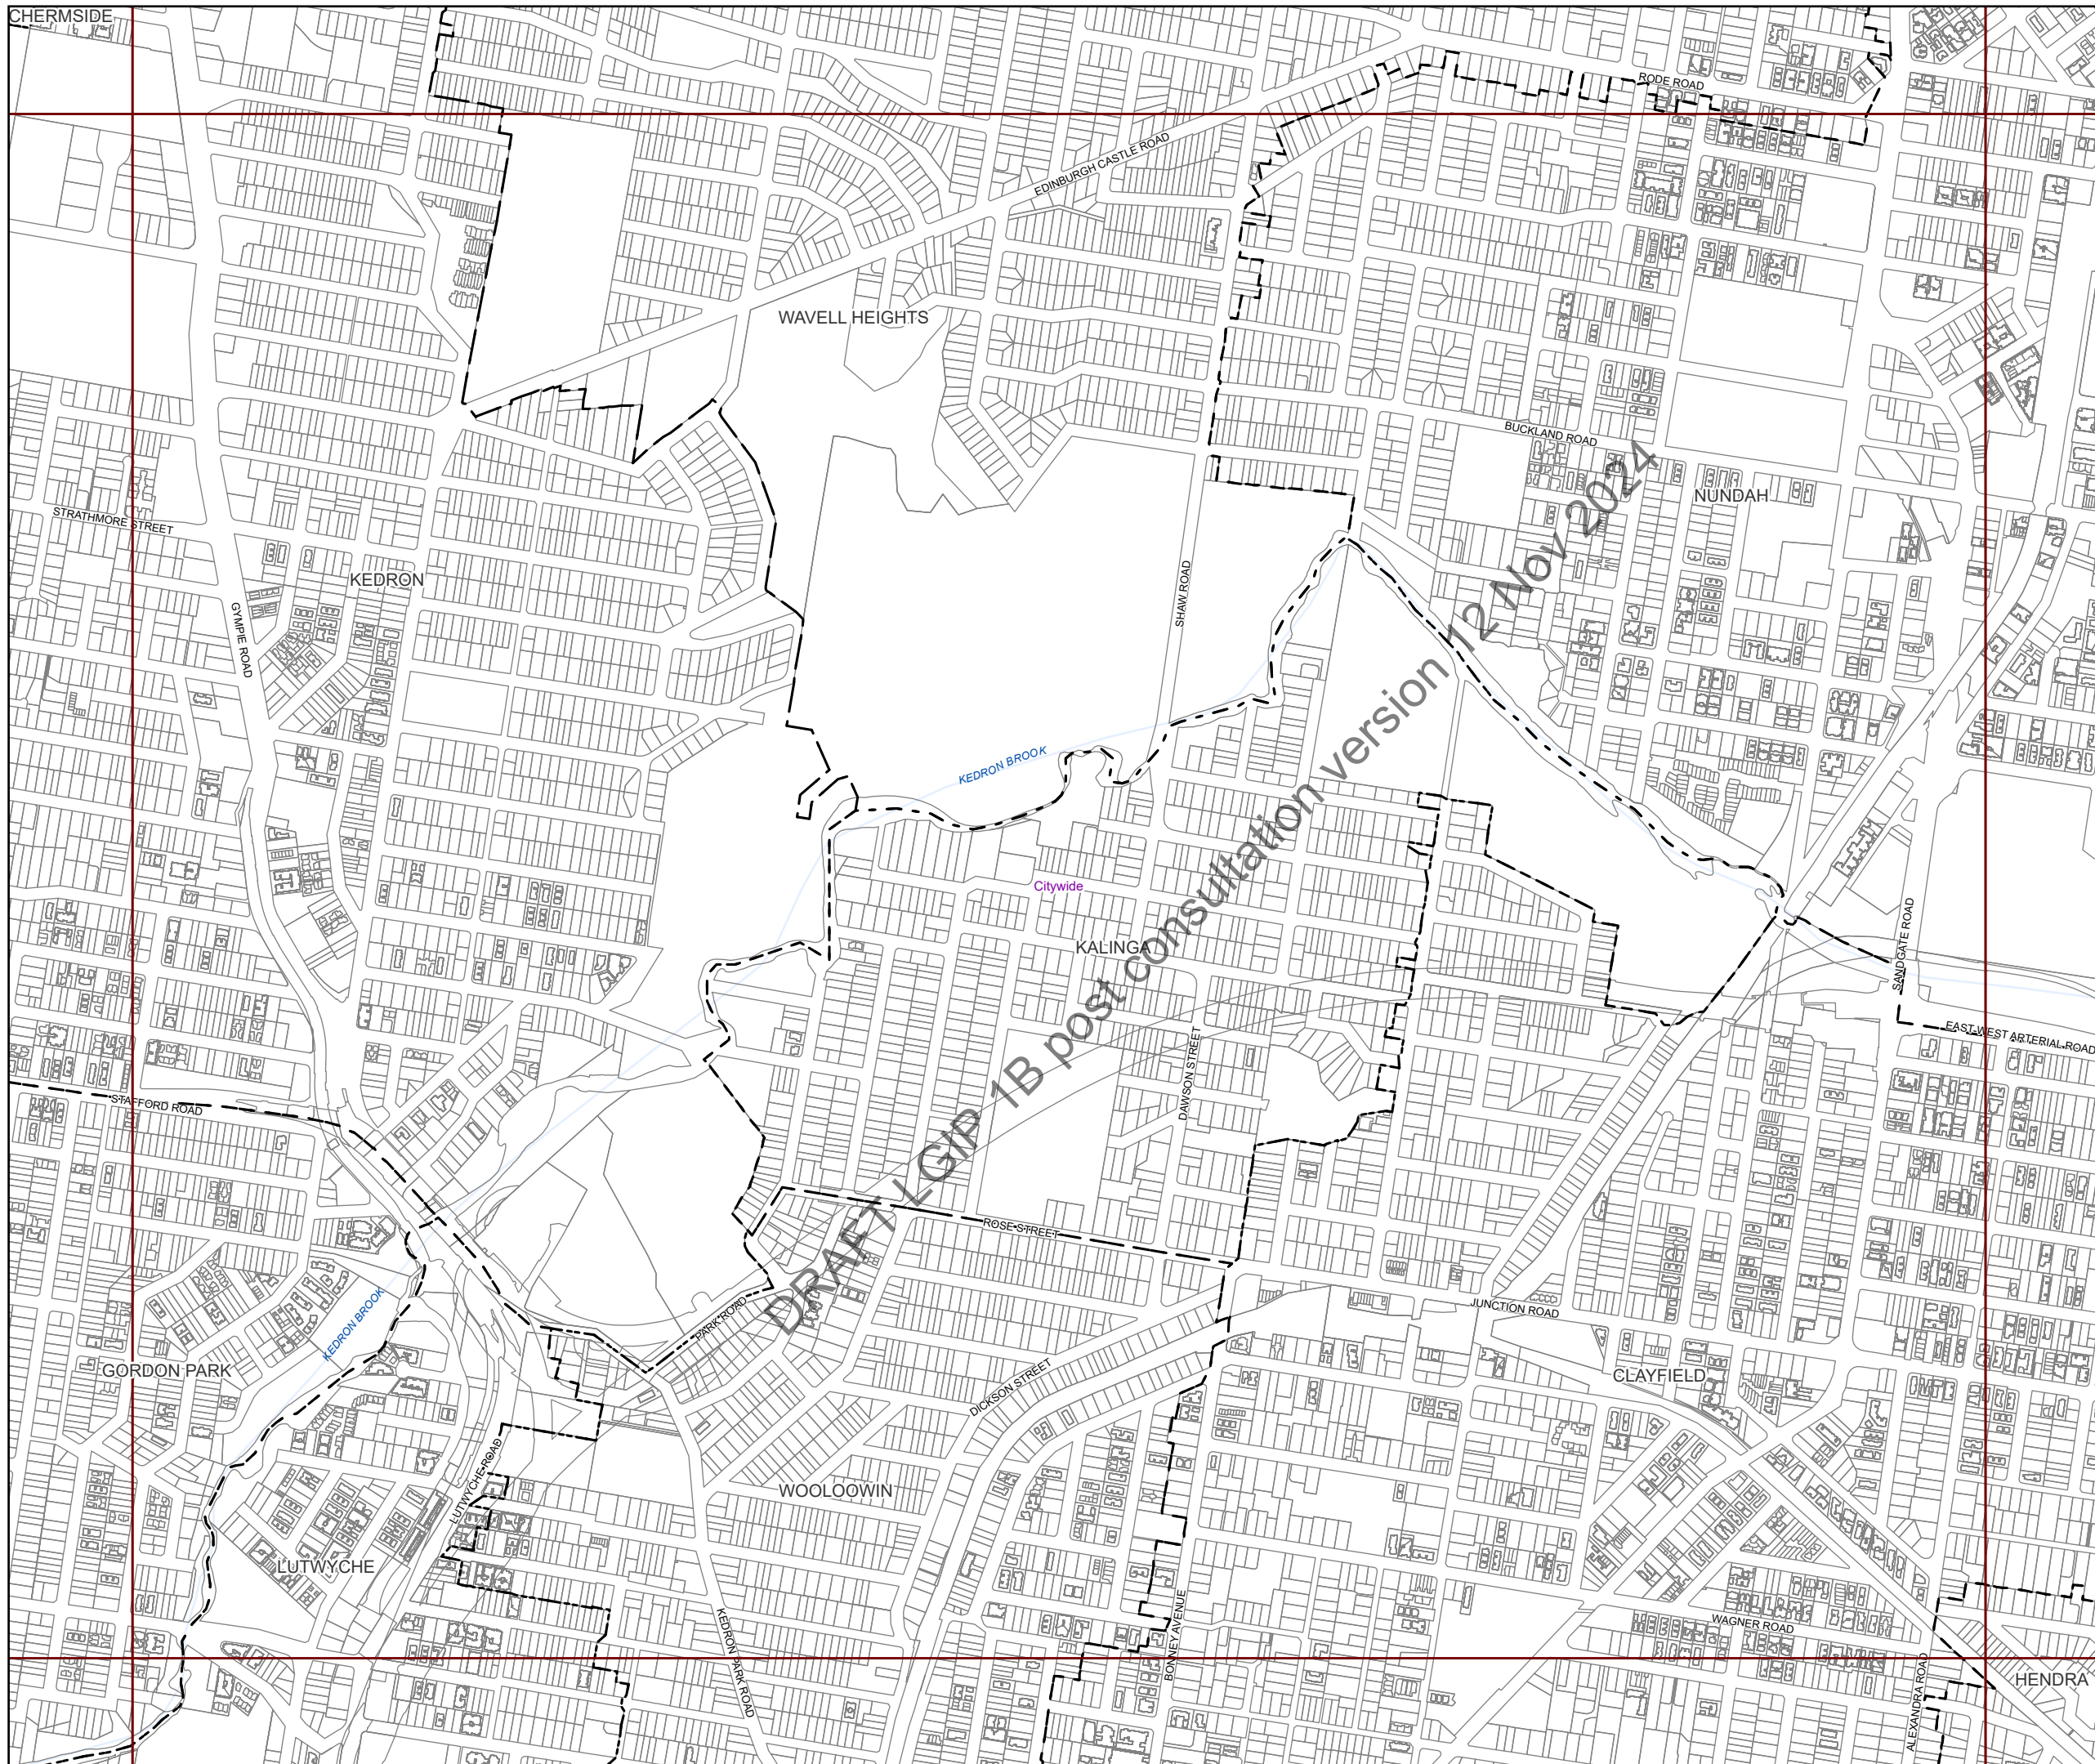 CHERMSIDE
RODE ROAD
EDINBURGH CASTLE ROAD
WAVELL HEIGHTS
BUCKLAND ROAD
NUNDAH
STRATHMORE STREET
KEDRON
SHAW ROAD
GYMPIE ROAD
KEDRON BROOK
Citywide
KALINGA
SANDGATE ROAD
DAWSON STREET
EAST-WEST ARTERIAL ROAD
STAFFORD ROAD
DRAFT LGIP 1B post consultation version 12 Nov 2024
ROSE STREET
KEDRON BROOK
PARK ROAD
JUNCTION ROAD
GORDON PARK
DICKSON STREET
CLAYFIELD
LUTWYCHE ROAD
WOOLOOWIN
LUTWYCHE
KEDRON PARK ROAD
BONNEY AVENUE
WAGNER ROAD
ALEXANDRA ROAD
HENDRA